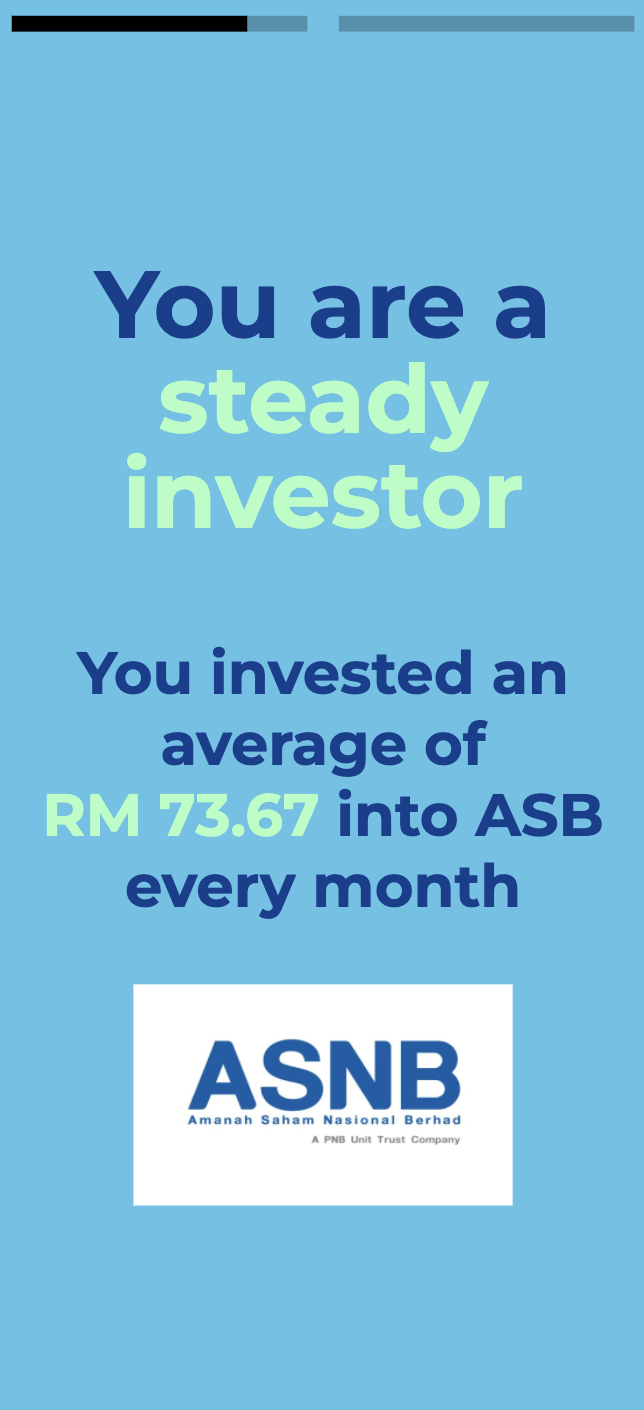 You are a
steady
investor
You invested an
average of
RM 73.67 into ASB
every month
ASNB
Amanah Saham Nasional Berhad
A PNB Unit Trust Company